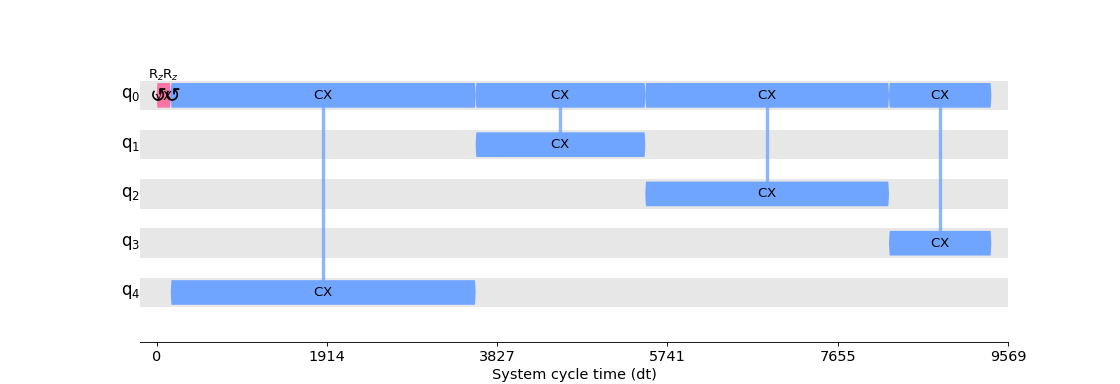 RzRz
q0 CX CX CX CX
q1 CX
q2 CX
q3 CX
q4 CX
0 1914 3827 5741 7655 9569
System cycle time (dt)